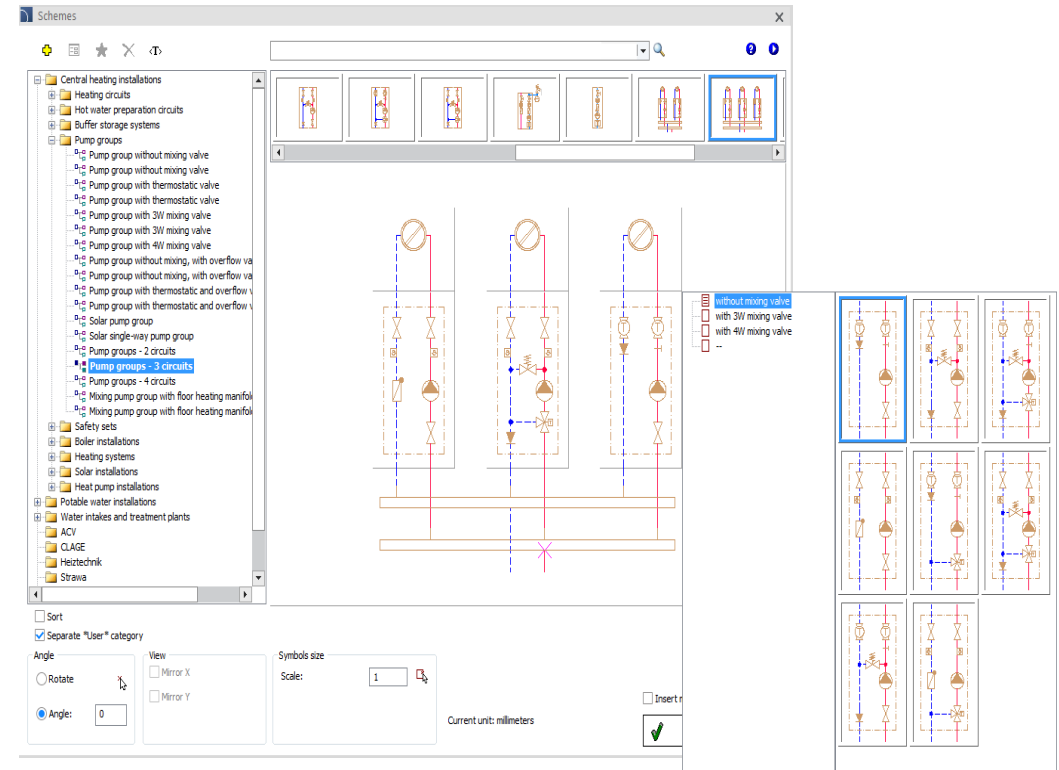 Schemes
Central heating installations
Heating circuits
Hot water preparation circuits
Buffer storage systems
Pump groups
Pump group without mixing valve
Pump group without mixing valve
Pump group with thermostatic valve
Pump group with thermostatic valve
Pump group with 3W mixing valve
Pump group with 3W mixing valve
Pump group with 4W mixing valve
Pump group without mixing, with overflow va
Pump group without mixing, with overflow va
Pump group with thermostatic and overflow v
Pump group with thermostatic and overflow v
Solar pump group
Solar single-way pump group
Pump groups - 2 circuits
Pump groups - 3 circuits
Pump groups - 4 circuits
Mixing pump group with floor heating manifol
Mixing pump group with floor heating manifol
Safety sets
Boiler installations
Heating systems
Solar installations
Heat pump installations
Potable water installations
Water intakes and treatment plants
ACV
CLAGE
Heiztechnik
Strawa
without mixing valve
with 3W mixing valve
with 4W mixing valve
--
Sort
Separate "User" category
Angle
Rotate
Angle: 0
View
Mirror X
Mirror Y
Symbols size
Scale: 1
Current unit: millimeters
Insert r